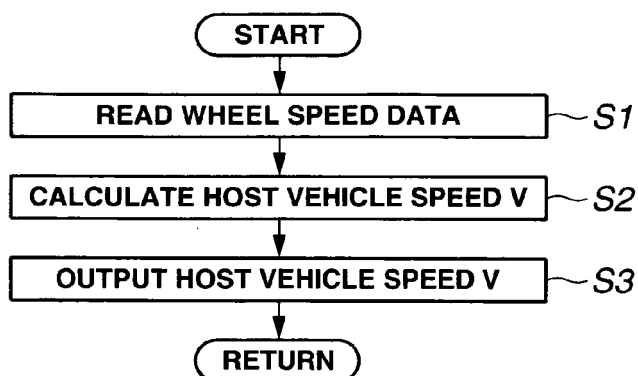 START
READ WHEEL SPEED DATA S1
CALCULATE HOST VEHICLE SPEED V S2
OUTPUT HOST VEHICLE SPEED V S3
RETURN